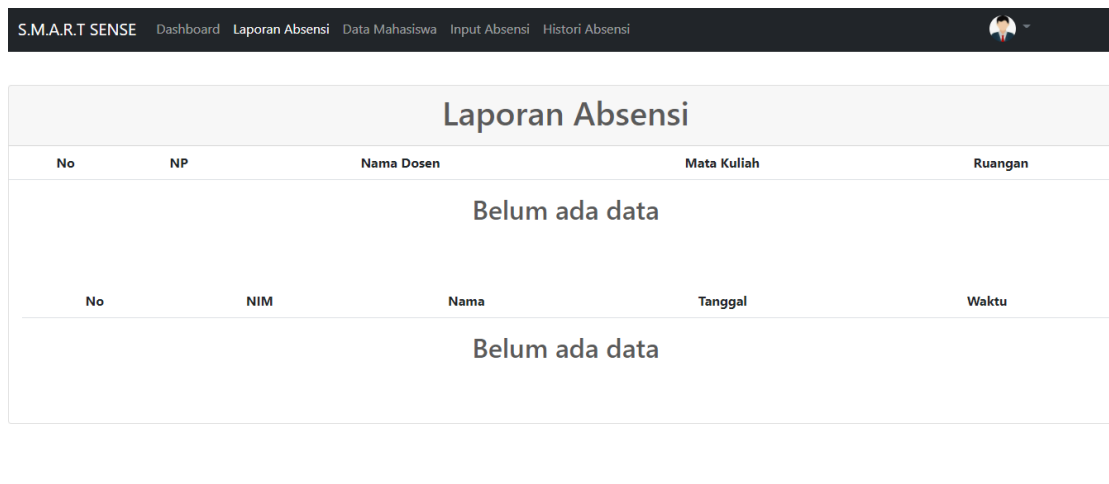 S.M.A.R.T SENSE Dashboard Laporan Absensi Data Mahasiswa Input Absensi Histori Absensi
Laporan Absensi
No NP Nama Dosen Mata Kuliah Ruangan
Belum ada data
No NIM Nama Tanggal Waktu
Belum ada data